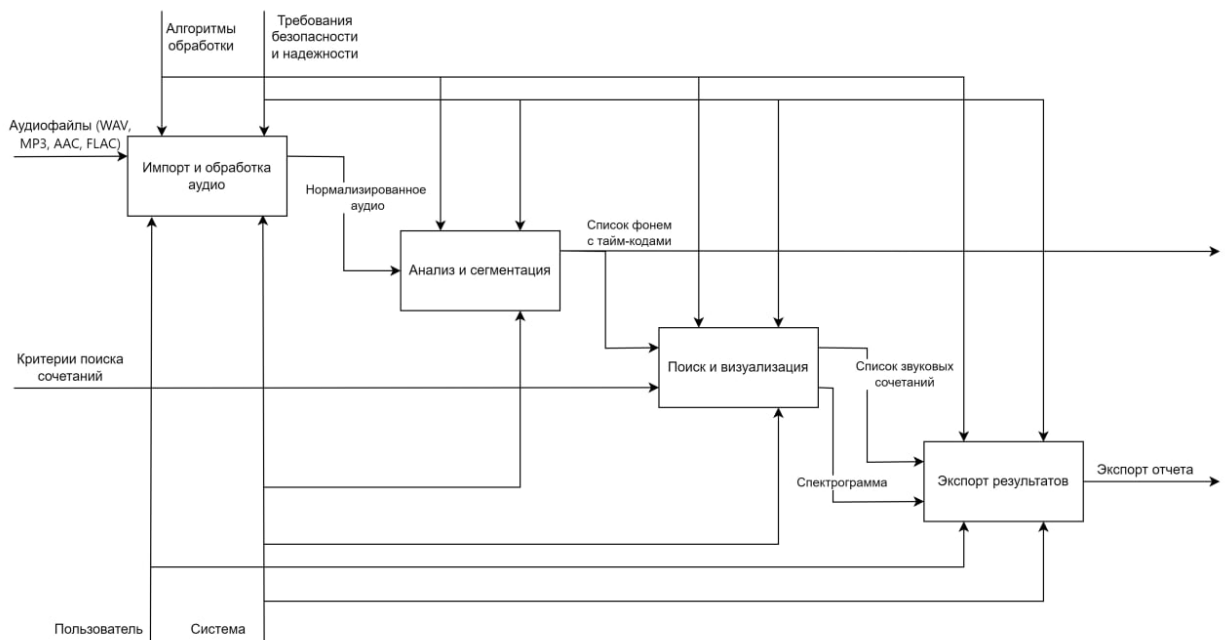 Алгоритмы
обработки
Требования
безопасности
и надежности
Аудиофайлы (WAV,
MP3, AAC, FLAC)
Импорт и обработка
аудио
Нормализированное
аудио
Список фонем
с тайм-кодами
Анализ и сегментация
Критерии поиска
сочетаний
Поиск и визуализация
Список звуковых
сочетаний
Спектрограмма
Экспорт результатов
Экспорт отчета
Пользователь
Система